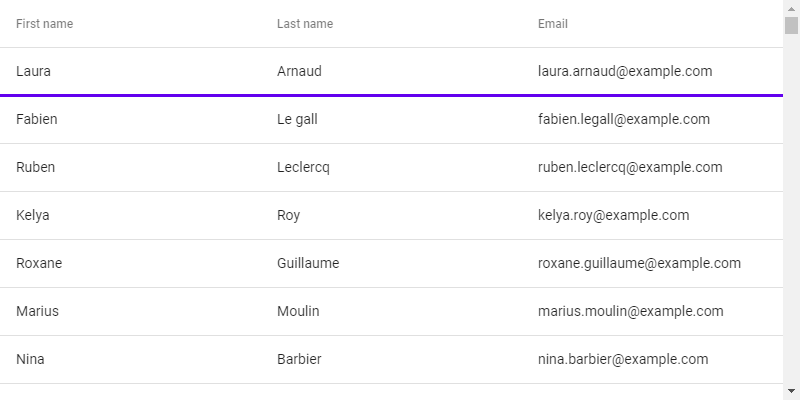 First name Last name Email
Laura Arnaud laura.arnaud@example.com
Fabien Le gall fabien.legall@example.com
Ruben Leclercq ruben.leclercq@example.com
Kelya Roy kelya.roy@example.com
Roxane Guillaume roxane.guillaume@example.com
Marius Moulin marius.moulin@example.com
Nina Barbier nina.barbier@example.com